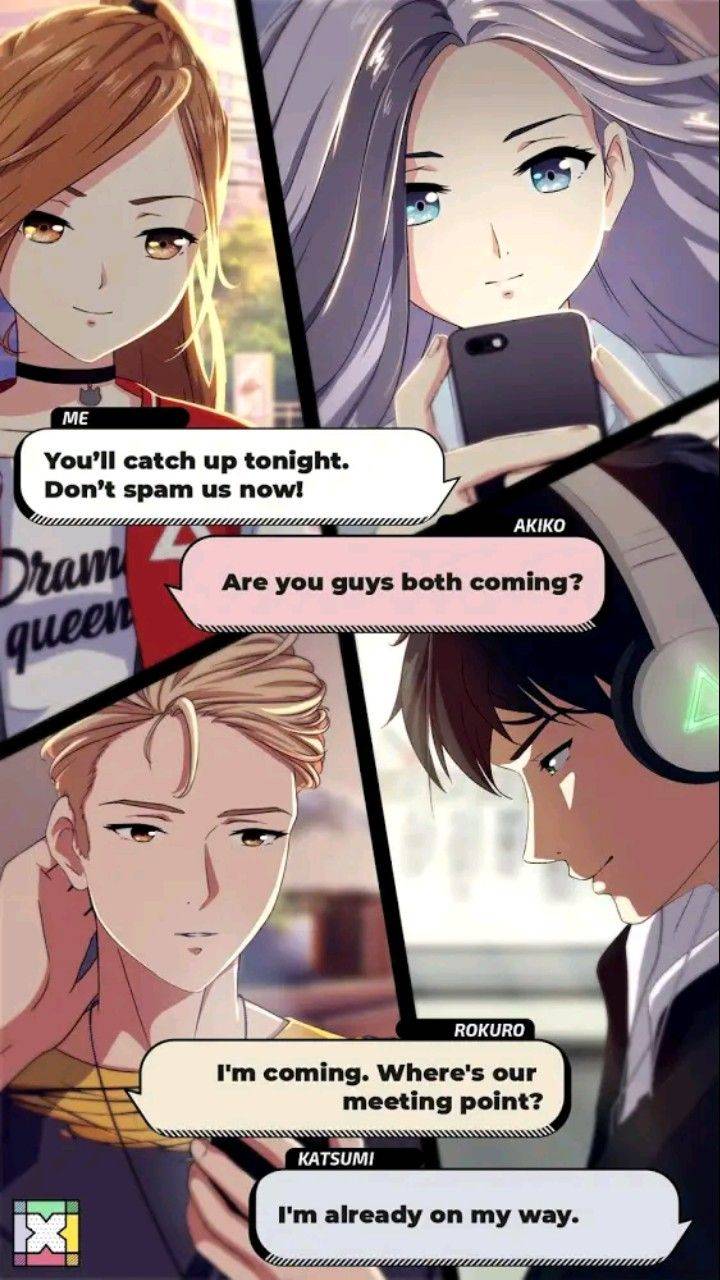 ME
You’ll catch up tonight.
Don’t spam us now!
AKIKO
Are you guys both coming?
Drama
queen
ROKURO
I'm coming. Where's our
meeting point?
KATSUMI
I'm already on my way.